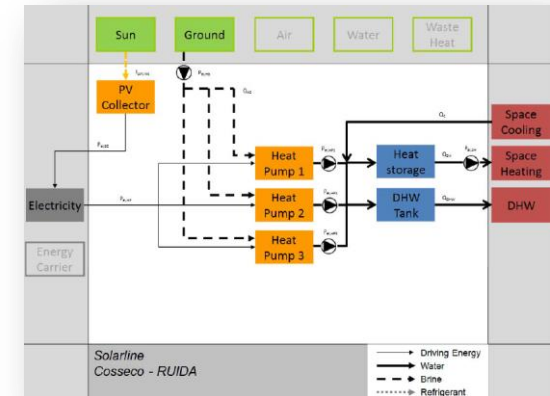 Sun
Ground
Air
Water
Waste
Heat
PV
Collector
Space
Cooling
Heat
Pump 1
Heat
storage
Space
Heating
Electricity
Heat
Pump 2
DHW
Tank
DHW
Energy
Carrier
Heat
Pump 3
Solarline
Cosseco - RUIDA
Driving Energy
Water
Brine
Refrigerant